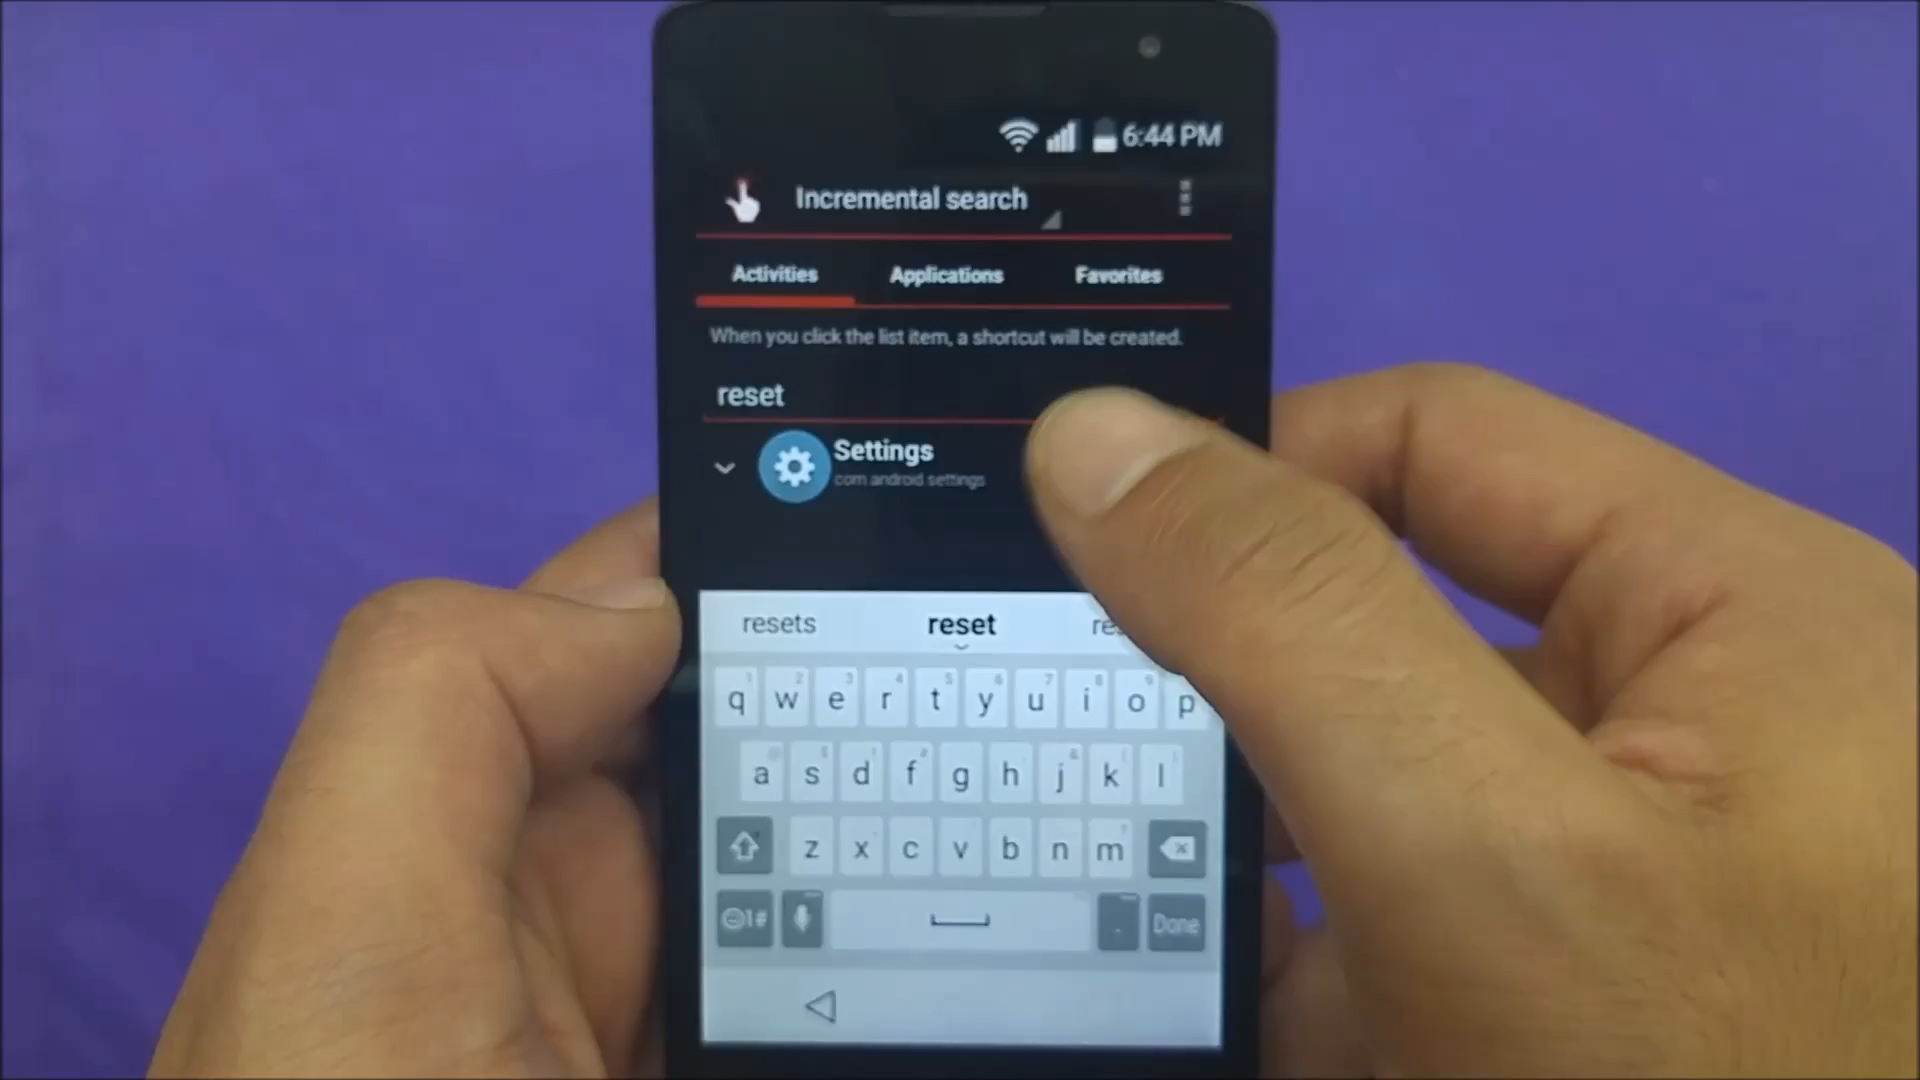 6:44 PM
Incremental search
Activities Applications Favorites
When you click the list item, a shortcut will be created.
reset
Settings
com.android.settings
resets reset
q w e r t y u i o p
a s d f g h j k l
z x c v b n m
1# . Done